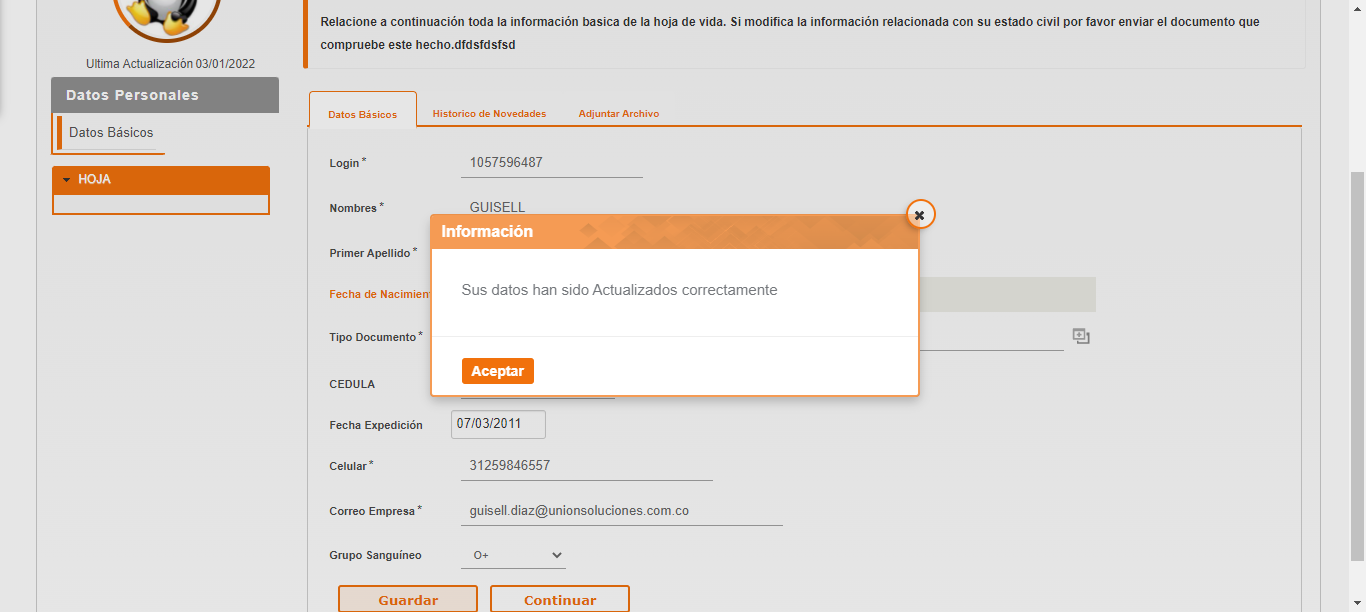 Relacione a continuación toda la información basica de la hoja de vida. Si modifica la información relacionada con su estado civil por favor enviar el documento que
compruebe este hecho.dfdsfdsfsd
Ultima Actualización 03/01/2022
Datos Personales
Datos Básicos
HOJA
Datos Básicos Historico de Novedades Adjuntar Archivo
Login * 1057596487
Nombres * GUISELL
Información
Primer Apellido *
Sus datos han sido Actualizados correctamente
Fecha de Nacimien
Tipo Documento *
Aceptar
CEDULA
Fecha Expedición 07/03/2011
Celular * 31259846557
Correo Empresa * guisell.diaz@unionsoluciones.com.co
Grupo Sanguíneo O+
Guardar Continuar